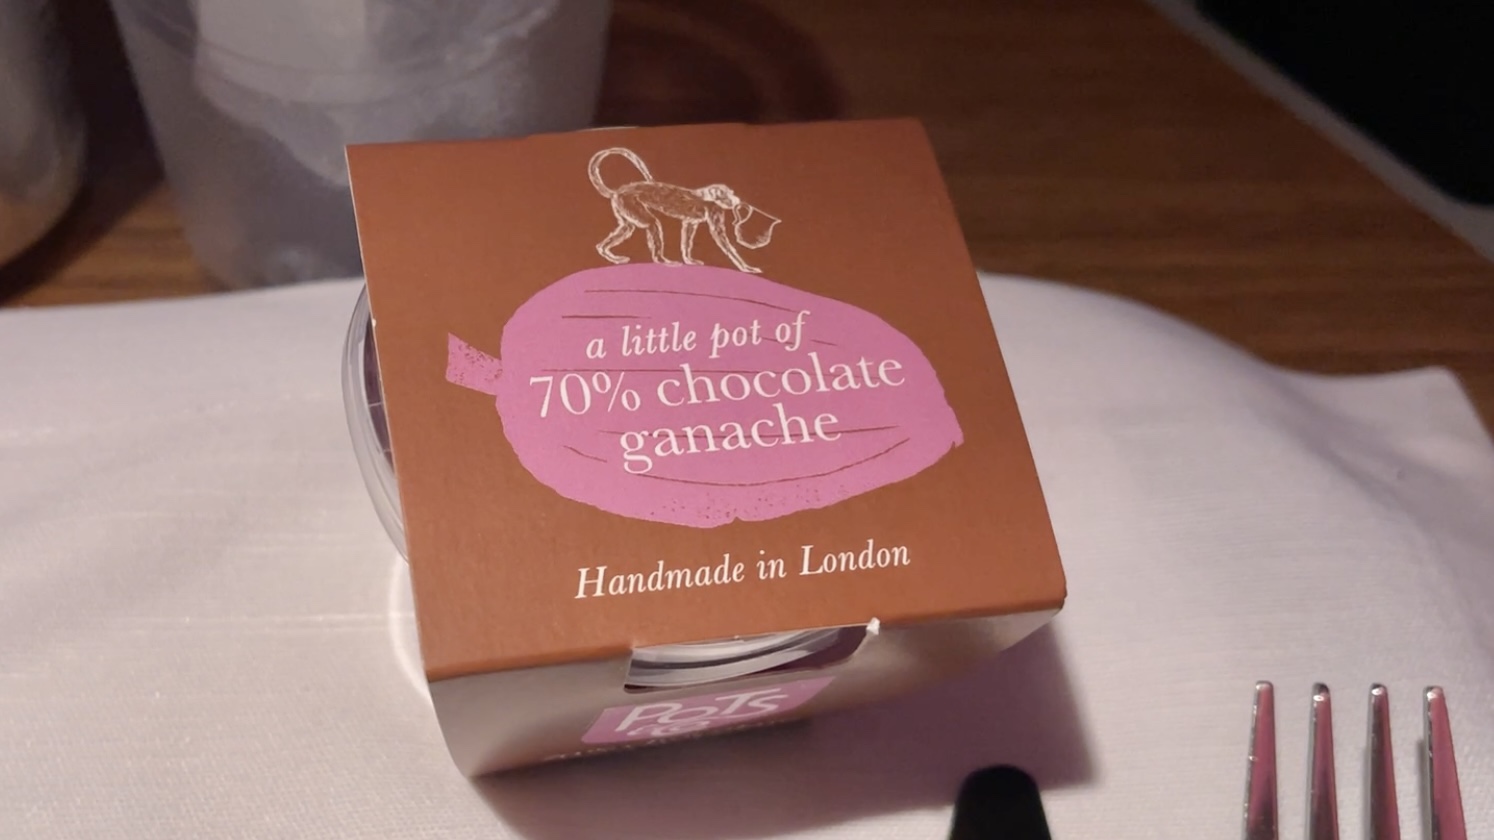 a little pot of
70% chocolate
ganache
Handmade in London
POTS
&